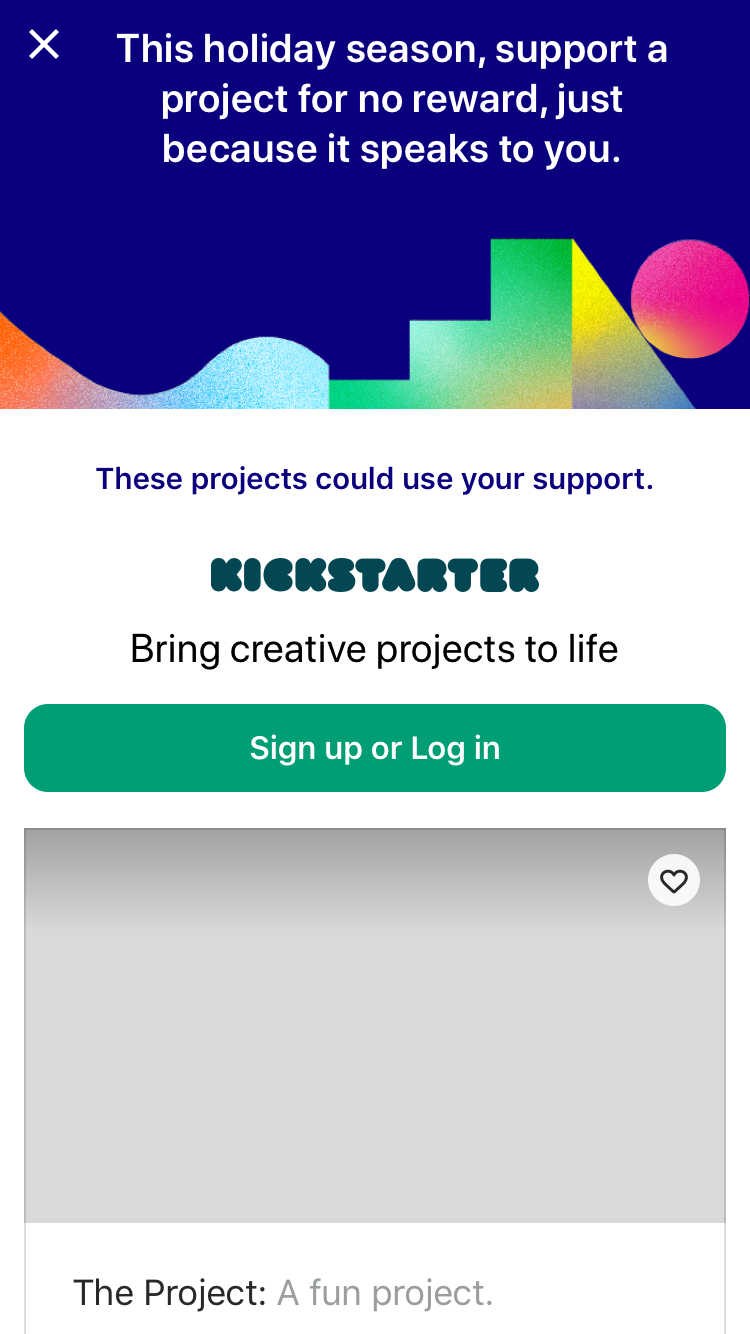 This holiday season, support a
project for no reward, just
because it speaks to you.
These projects could use your support.
KICKSTARTER
Bring creative projects to life
Sign up or Log in
The Project: A fun project.